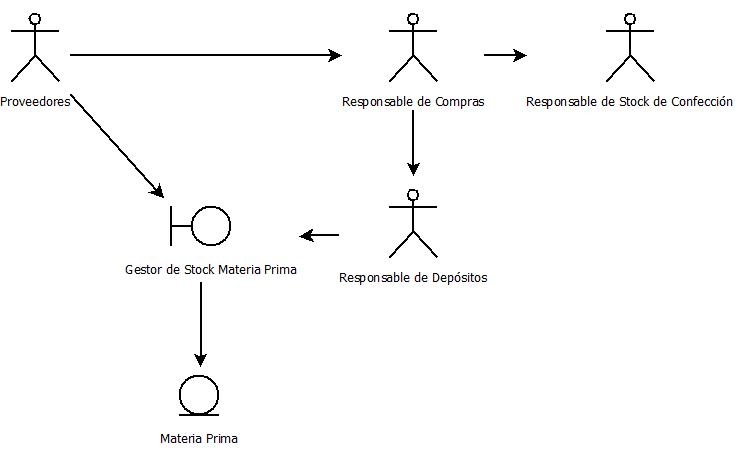 Proveedores
Responsable de Compras
Responsable de Stock de Confección
Gestor de Stock Materia Prima
Responsable de Depósitos
Materia Prima